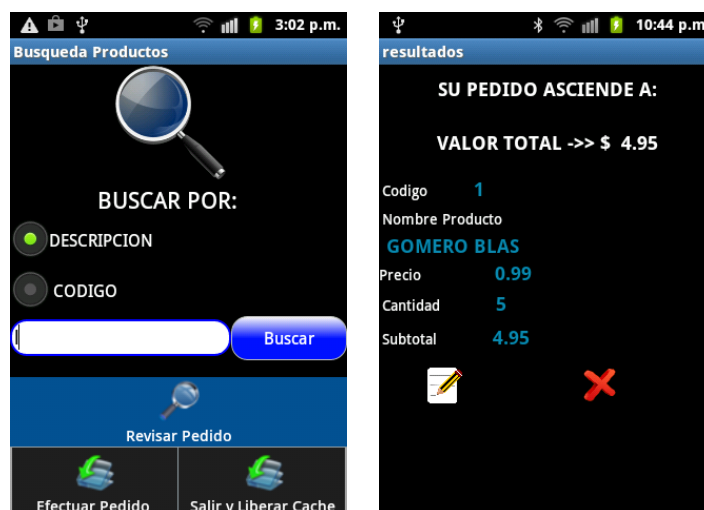 3:02 p.m.
Busqueda Productos
BUSCAR POR:
DESCRIPCION
CODIGO
Buscar
Revisar Pedido
Efectuar Pedido
Salir y Liberar Cache
10:44 p.m
resultados
SU PEDIDO ASCIENDE A:
VALOR TOTAL ->> $ 4.95
Codigo 1
Nombre Producto
GOMERO BLAS
Precio 0.99
Cantidad 5
Subtotal 4.95